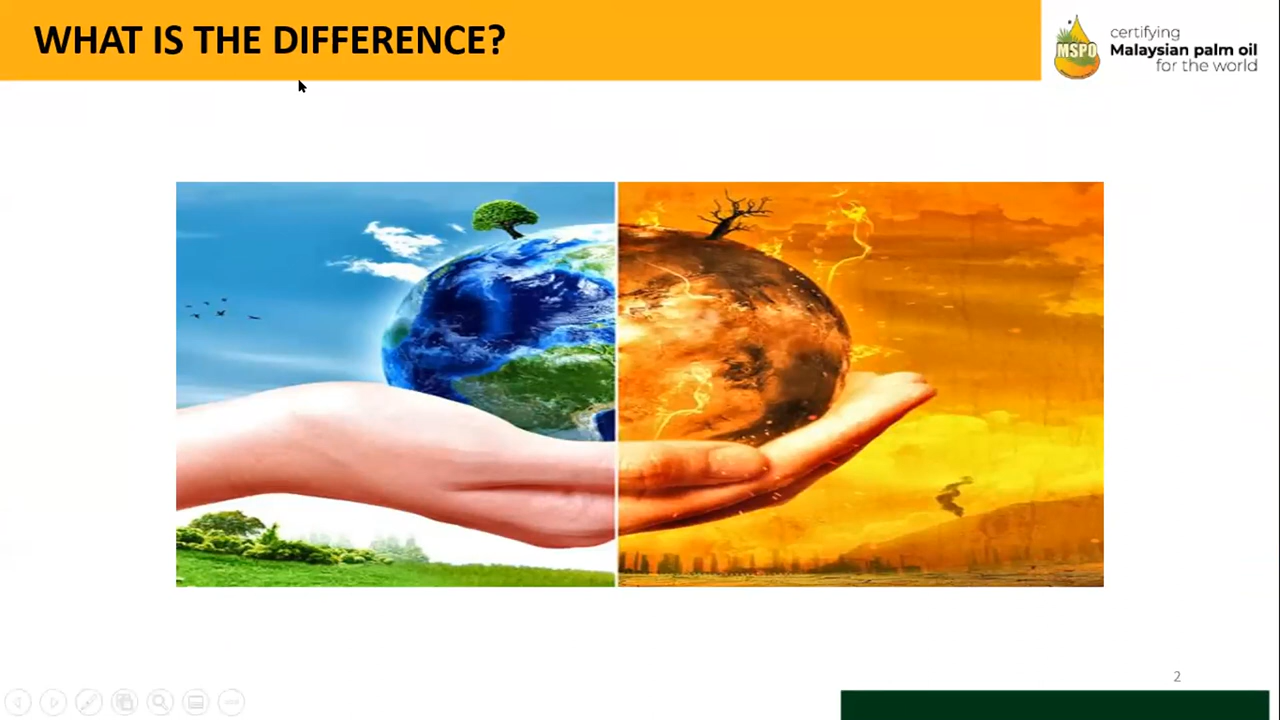 WHAT IS THE DIFFERENCE?
MSPO
certifying
Malaysian palm oil
for the world
2